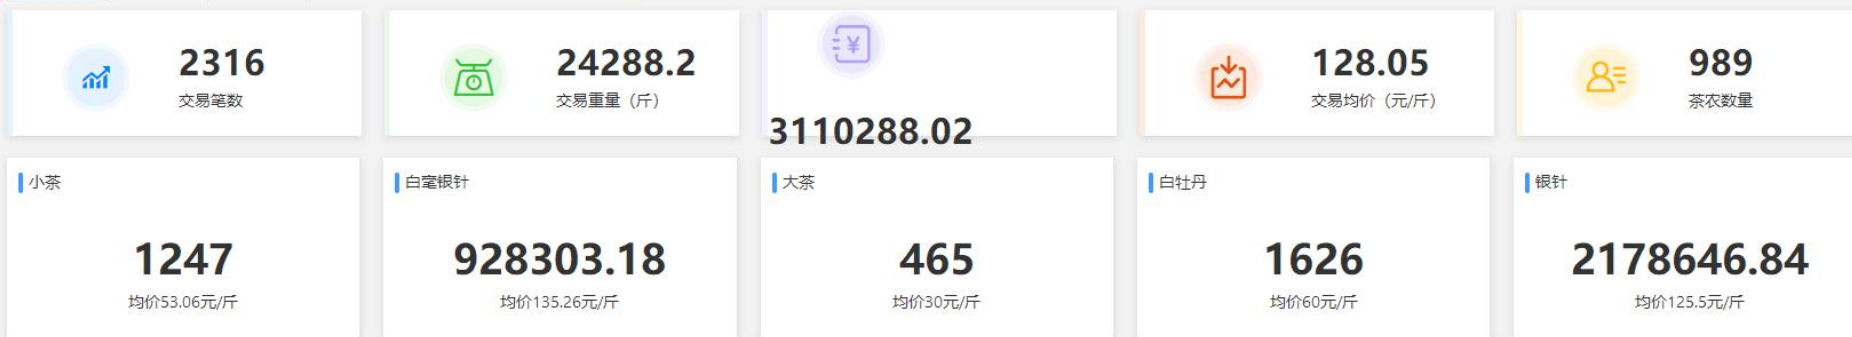 2316
交易笔数
24288.2
交易重量（斤）
¥
3110288.02
128.05
交易均价（元/斤）
989
茶农数量
小茶
1247
均价53.06元/斤
白毫银针
928303.18
均价135.26元/斤
大茶
465
均价30元/斤
白牡丹
1626
均价60元/斤
银针
2178646.84
均价125.5元/斤